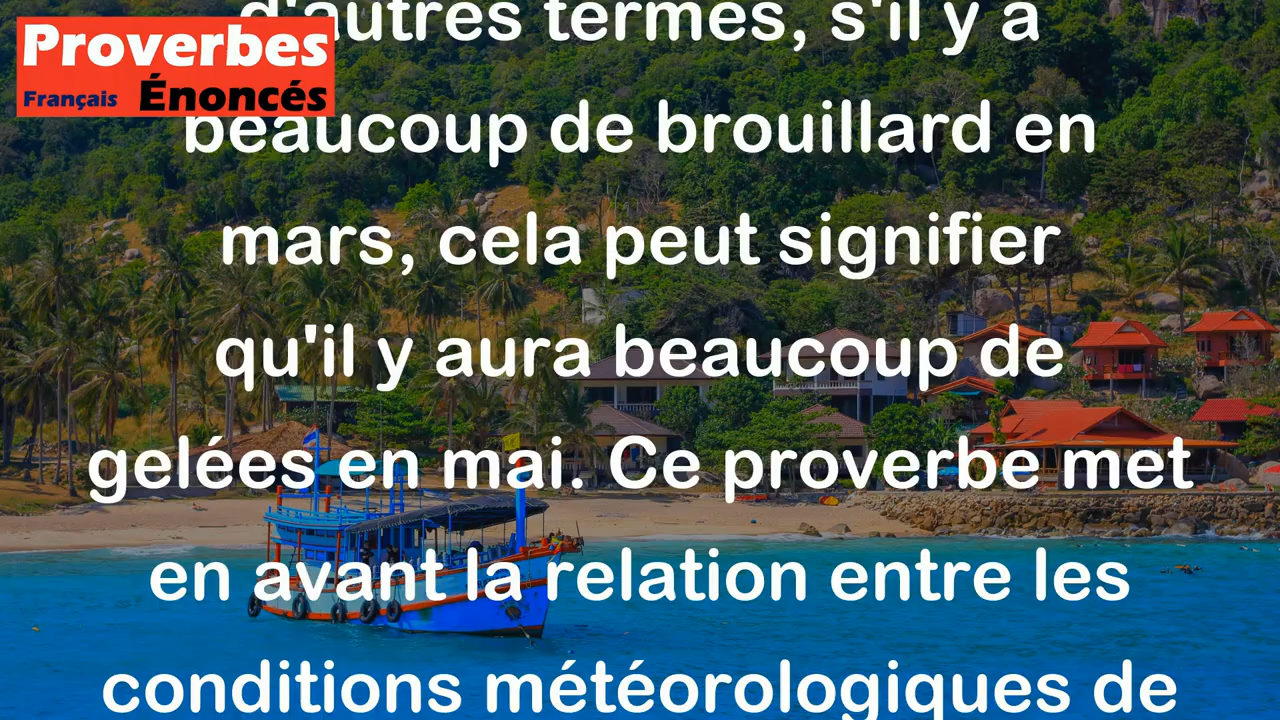 Proverbes
Français Énoncés
d'autres termes, s'il y a
beaucoup de brouillard en
mars, cela peut signifier
qu'il y aura beaucoup de
gelées en mai. Ce proverbe met
en avant la relation entre les
conditions météorologiques de